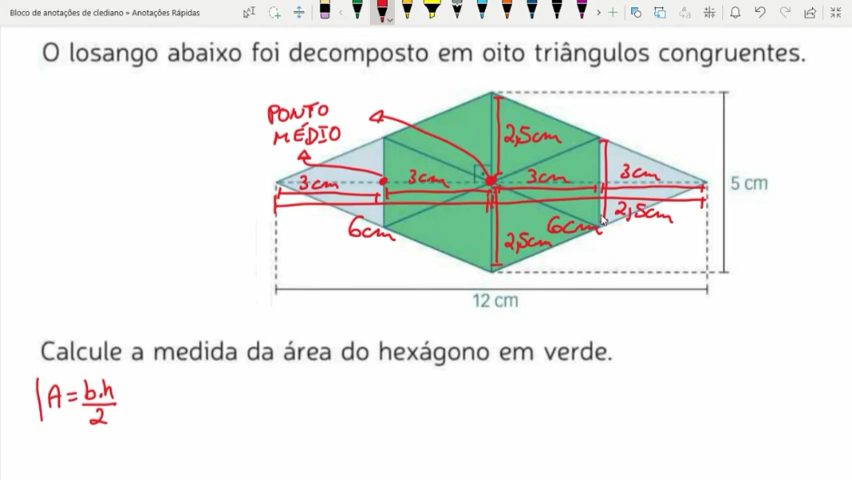 Bloco de anotações de clediano » Anotações Rápidas
O losango abaixo foi decomposto em oito triângulos congruentes.
PONTO
MÉDIO
2,5cm
3cm
3cm
3cm
3cm
5 cm
6cm
2,5cm
6cm
2,5cm
12 cm
Calcule a medida da área do hexágono em verde.
A = b.h
2